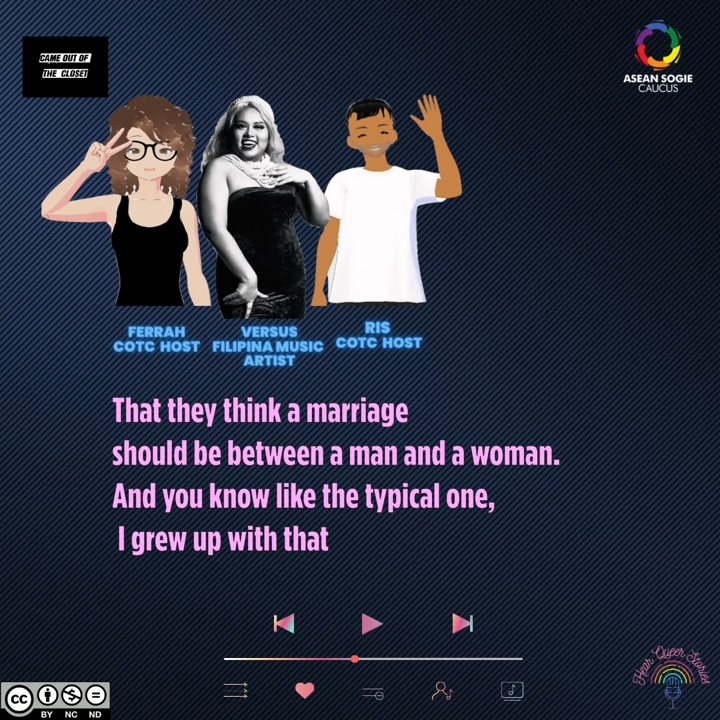 CAME OUT OF
THE CLOSET
ASEAN SOGIE
CAUCUS
FERRAH
COTC HOST
VERSUS
FILIPINA MUSIC
ARTIST
RIS
COTC HOST
That they think a marriage
should be between a man and a woman.
And you know like the typical one,
I grew up with that
Hear Queer Stories
cc
BY NC ND